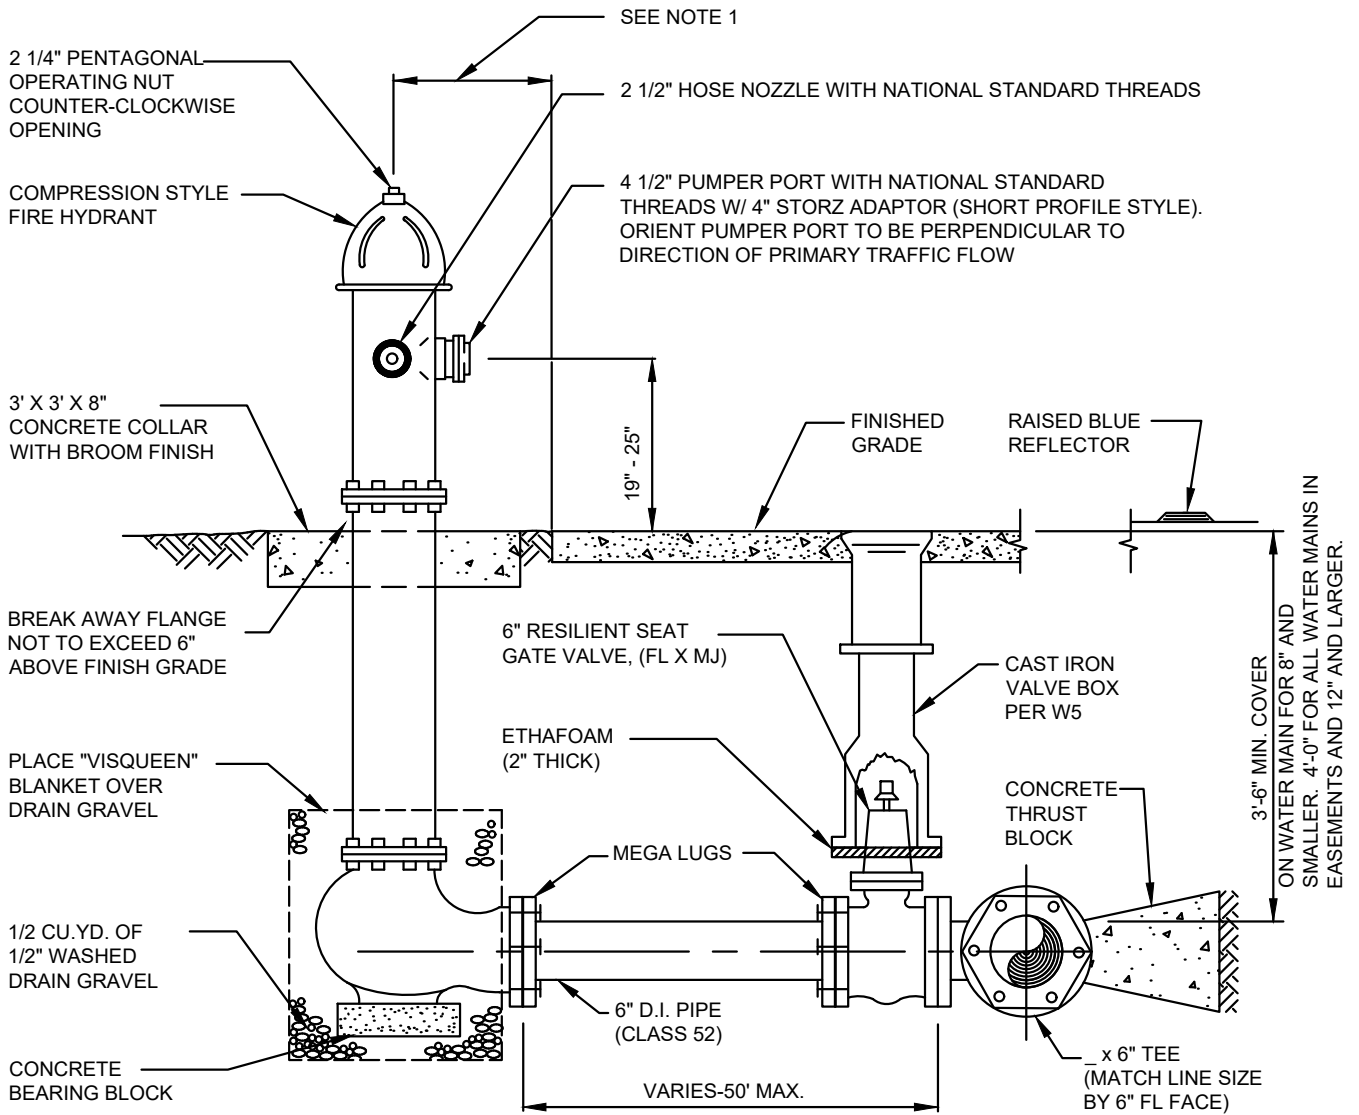 SEE NOTE 1
2 1/4" PENTAGONAL
OPERATING NUT
COUNTER-CLOCKWISE
OPENING
2 1/2" HOSE NOZZLE WITH NATIONAL STANDARD THREADS
COMPRESSION STYLE
FIRE HYDRANT
4 1/2" PUMPER PORT WITH NATIONAL STANDARD
THREADS W/ 4" STORZ ADAPTOR (SHORT PROFILE STYLE).
ORIENT PUMPER PORT TO BE PERPENDICULAR TO
DIRECTION OF PRIMARY TRAFFIC FLOW
3' X 3' X 8"
CONCRETE COLLAR
WITH BROOM FINISH
19" - 25"
FINISHED
GRADE
RAISED BLUE
REFLECTOR
BREAK AWAY FLANGE
NOT TO EXCEED 6"
ABOVE FINISH GRADE
6" RESILIENT SEAT
GATE VALVE, (FL X MJ)
CAST IRON
VALVE BOX
PER W5
3'-6" MIN. COVER
ON WATER MAIN FOR 8" AND
SMALLER. 4'-0" FOR ALL WATER MAINS IN
EASEMENTS AND 12" AND LARGER.
PLACE "VISQUEEN"
BLANKET OVER
DRAIN GRAVEL
ETHAFOAM
(2" THICK)
CONCRETE
THRUST
BLOCK
MEGA LUGS
1/2 CU.YD. OF
1/2" WASHED
DRAIN GRAVEL
6" D.I. PIPE
(CLASS 52)
CONCRETE
BEARING BLOCK
VARIES-50' MAX.
_ x 6" TEE
(MATCH LINE SIZE
BY 6" FL FACE)